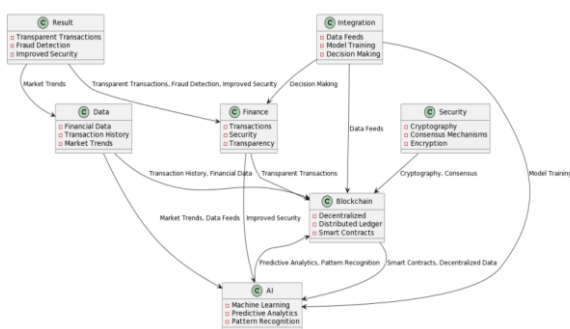 C Result
Transparent Transactions
Fraud Detection
Improved Security
C Integration
Data Feeds
Model Training
Decision Making
Market Trends
Transparent Transactions, Fraud Detection, Improved Security
Decision Making
C Data
Financial Data
Transaction History
Market Trends
C Finance
Transactions
Security
Transparency
C Security
Cryptography
Consensus Mechanisms
Encryption
Data Feeds
Transaction History, Financial Data
Transparent Transactions
Cryptography, Consensus
Model Training
C Blockchain
Decentralized
Distributed Ledger
Smart Contracts
Market Trends, Data Feeds
Improved Security
Predictive Analytics, Pattern Recognition
Smart Contracts, Decentralized Data
C AI
Machine Learning
Predictive Analytics
Pattern Recognition